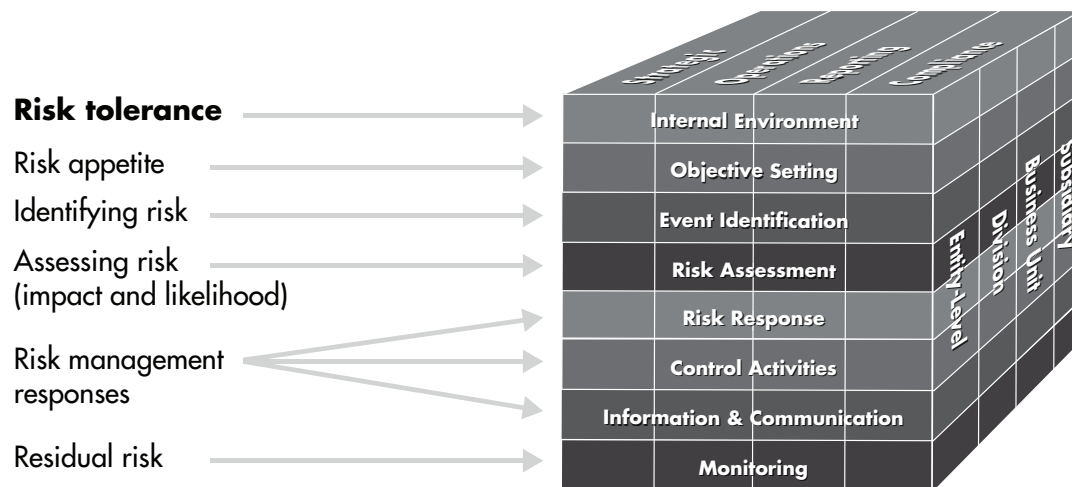 Strategic
Operations
Reporting
Compliance
Risk tolerance
Internal Environment
Risk appetite
Objective Setting
Identifying risk
Event Identification
Assessing risk
(impact and likelihood)
Risk Assessment
Risk Response
Risk management
responses
Control Activities
Information & Communication
Residual risk
Monitoring
Entity-Level
Division
Business Unit
Subsidiary